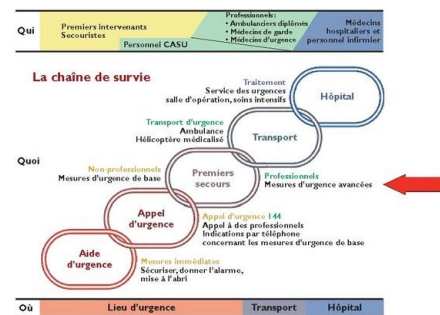 Qui
Premiers intervenants
Secouristes
Personnel CASU
Professionnels:
• Ambulanciers diplômés
• Médecins de garde
• Médecins d'urgence
Médecins
hospitaliers et
personnel infirmier
La chaîne de survie
Traitement
Service des urgences
salle d'opération, soins intensifs
Hôpital
Transport d'urgence
Ambulance
Hélicoptère médicalisé
Transport
Quoi
Non-professionnels
Mesures d'urgence de base
Premiers
secours
Professionels
Mesures d'urgence avancées
Appel
d'urgence
Appel d'urgence 144
Appel à des professionnels
Indications par téléphone
concernant les mesures d'urgence de base
Aide
d'urgence
Mesures immédiates
Sécuriser, donner l'alarme,
mise à l'abri
Où
Lieu d'urgence
Transport
Hôpital